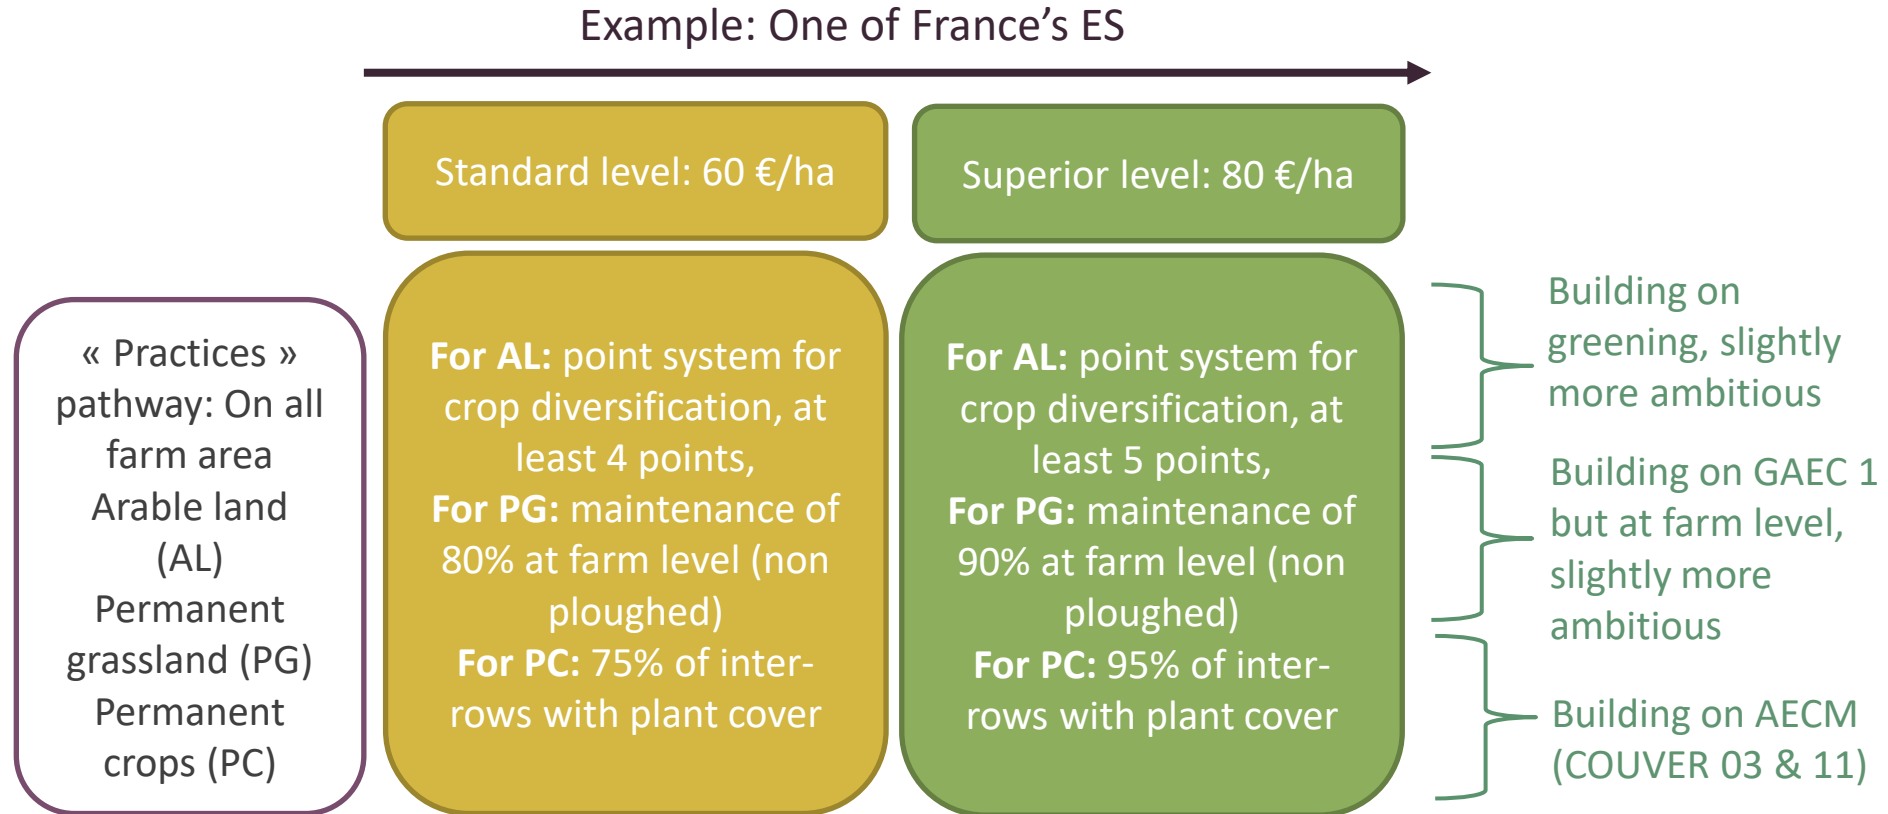 Example: One of France’s ES
Standard level: 60 €/ha
Superior level: 80 €/ha
« Practices »
pathway: On all
farm area
Arable land
(AL)
Permanent
grassland (PG)
Permanent
crops (PC)
For AL: point system for
crop diversification, at
least 4 points,
For PG: maintenance of
80% at farm level (non
ploughed)
For PC: 75% of inter-
rows with plant cover
For AL: point system for
crop diversification, at
least 5 points,
For PG: maintenance of
90% at farm level (non
ploughed)
For PC: 95% of inter-
rows with plant cover
Building on
greening, slightly
more ambitious
Building on GAEC 1
but at farm level,
slightly more
ambitious
Building on AECM
(COUVER 03 & 11)